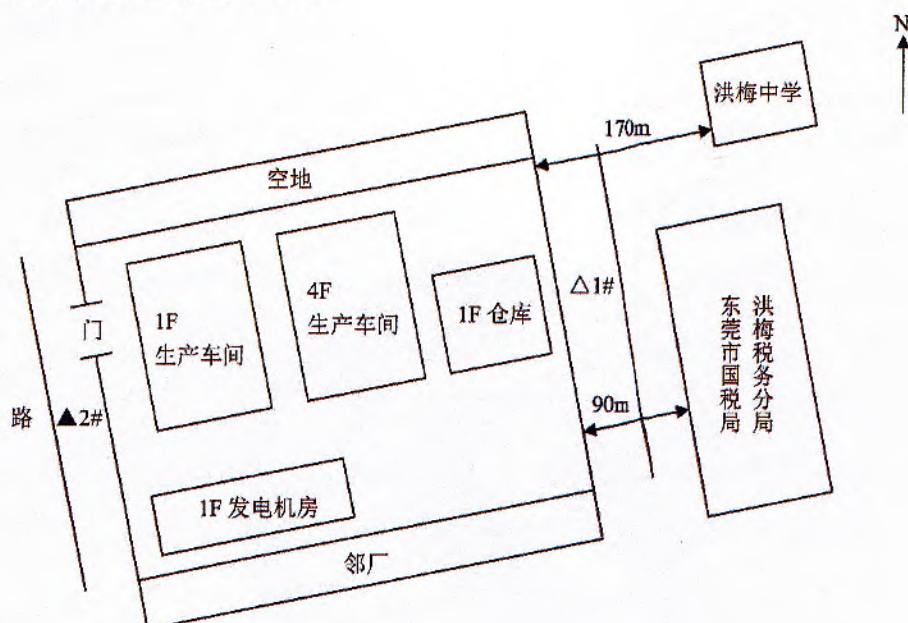 N
洪梅中学
170m
空地
1F
生产车间
4F
生产车间
1F 仓库
△1#
门
路
▲2#
90m
东莞市国税局
洪梅税务分局
1F 发电机房
邻厂